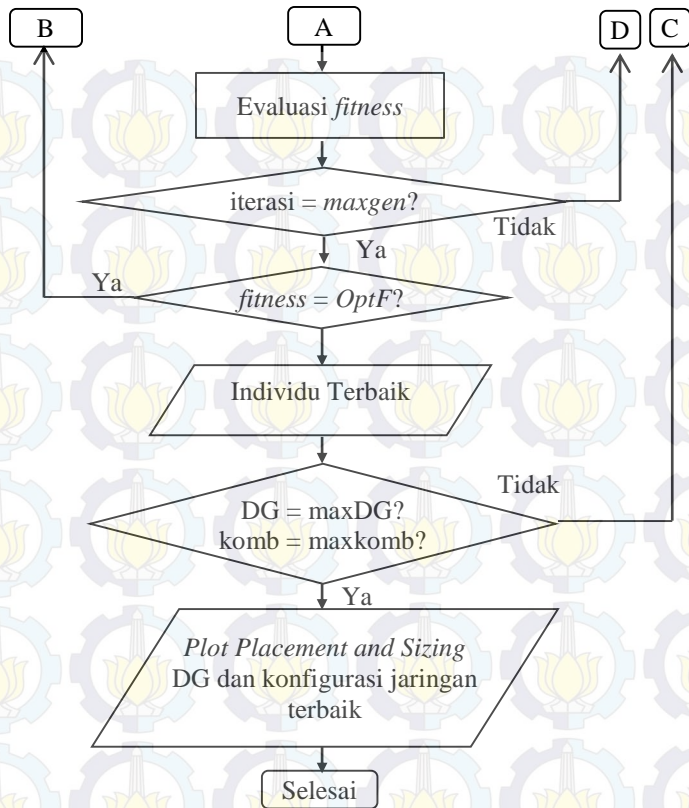 B
A
D
C
Evaluasi fitness
iterasi = maxgen?
Tidak
Ya
Ya
fitness = OptF?
Individu Terbaik
Tidak
DG = maxDG?
komb = maxkomb?
Ya
Plot Placement and Sizing
DG dan konfigurasi jaringan
terbaik
Selesai